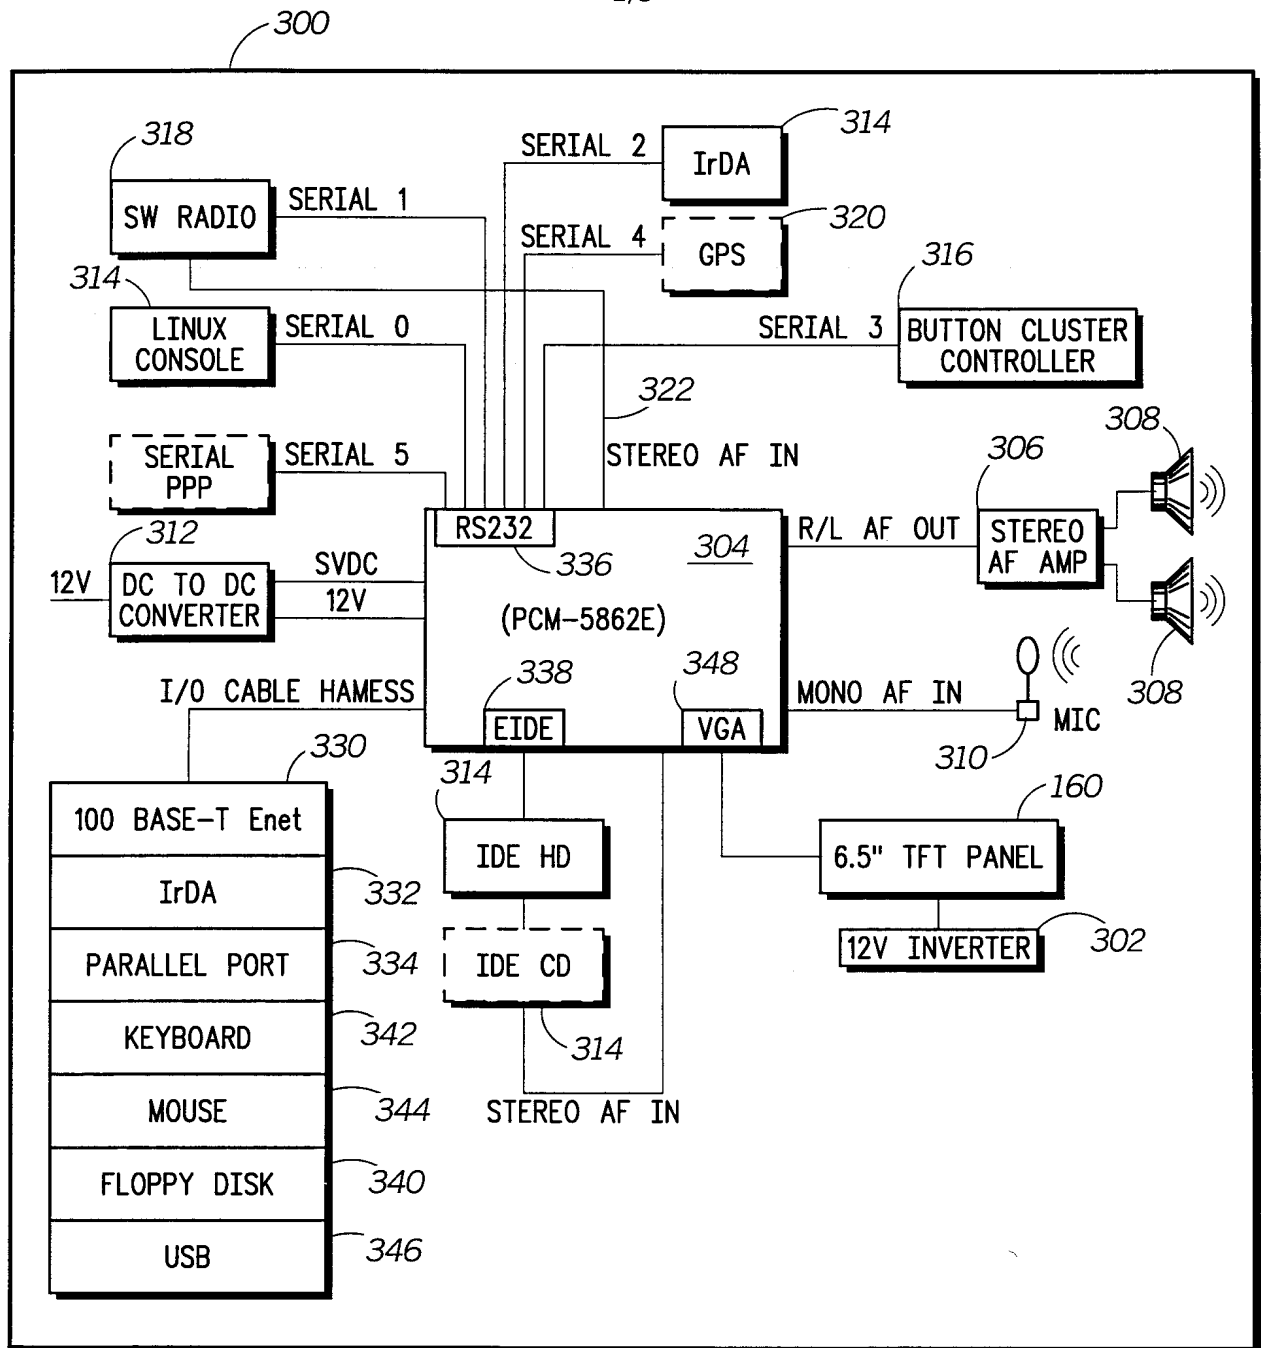 300
318
SW RADIO
SERIAL 1
SERIAL 2
IrDA
314
SERIAL 4
GPS
320
314
LINUX
CONSOLE
SERIAL 0
SERIAL 3
316
BUTTON CLUSTER
CONTROLLER
322
STEREO AF IN
SERIAL
PPP
SERIAL 5
312
12V
DC TO DC
CONVERTER
SVDC
12V
RS232
336
304
(PCM-5862E)
R/L AF OUT
306
STEREO
AF AMP
308
308
I/O CABLE HAMESS
338
EIDE
348
VGA
MONO AF IN
MIC
310
330
100 BASE-T Enet
IrDA
332
PARALLEL PORT
334
KEYBOARD
342
MOUSE
344
FLOPPY DISK
340
USB
346
314
IDE HD
IDE CD
314
STEREO AF IN
160
6.5" TFT PANEL
12V INVERTER
302